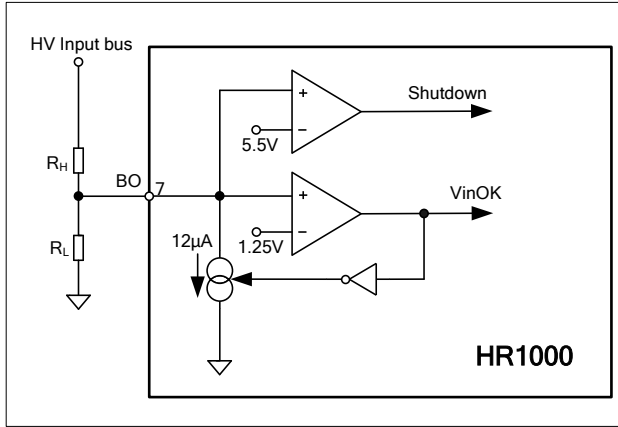 HV Input bus
Shutdown
+
−
5.5V
R_H
BO
7
+
−
VinOK
1.25V
12µA
R_L
HR1000